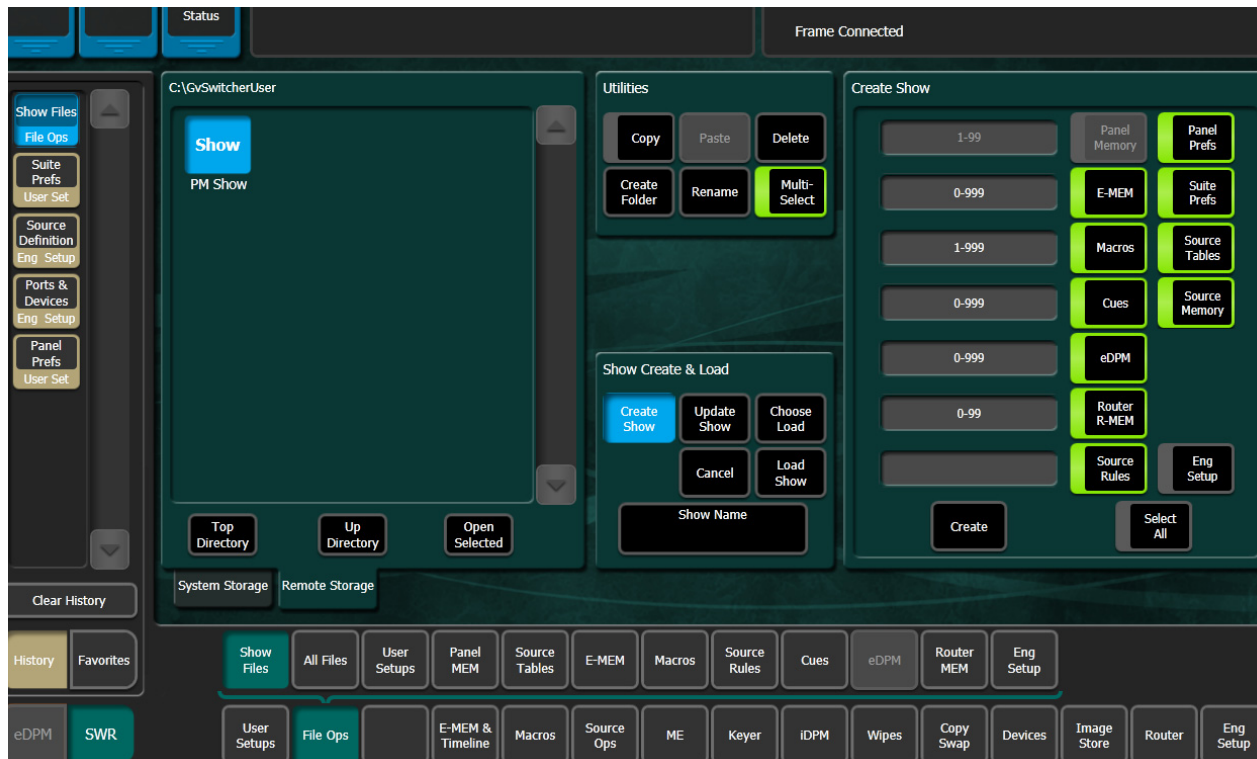 Status
Frame Connected
Show Files
File Ops
Suite
Prefs
User Set
Source
Definition
Eng Setup
Ports &
Devices
Eng Setup
Panel
Prefs
User Set
Clear History
History
Favorites
eDPM
SWR
C:\GvSwitcherUser
Show
PM Show
Top
Directory
Up
Directory
Open
Selected
System Storage
Remote Storage
Utilities
Copy
Paste
Delete
Create
Folder
Rename
Multi-
Select
Show Create & Load
Create
Show
Update
Show
Choose
Load
Cancel
Load
Show
Show Name
Create Show
1-99
Panel
Memory
Panel
Prefs
0-999
E-MEM
Suite
Prefs
1-999
Macros
Source
Tables
0-999
Cues
Source
Memory
0-999
eDPM
0-99
Router
R-MEM
Source
Rules
Eng
Setup
Create
Select
All
Show
Files
All Files
User
Setups
Panel
MEM
Source
Tables
E-MEM
Macros
Source
Rules
Cues
eDPM
Router
MEM
Eng
Setup
User
Setups
File Ops
E-MEM &
Timeline
Macros
Source
Ops
ME
Keyer
iDPM
Wipes
Copy
Swap
Devices
Image
Store
Router
Eng
Setup